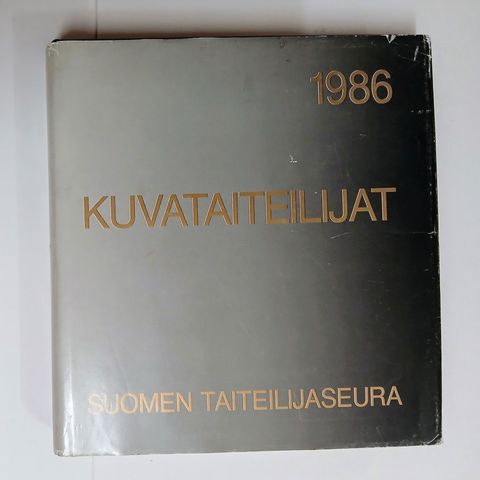 1986
KUVATAITEILIJAT
SUOMEN TAITEILIJASEURA